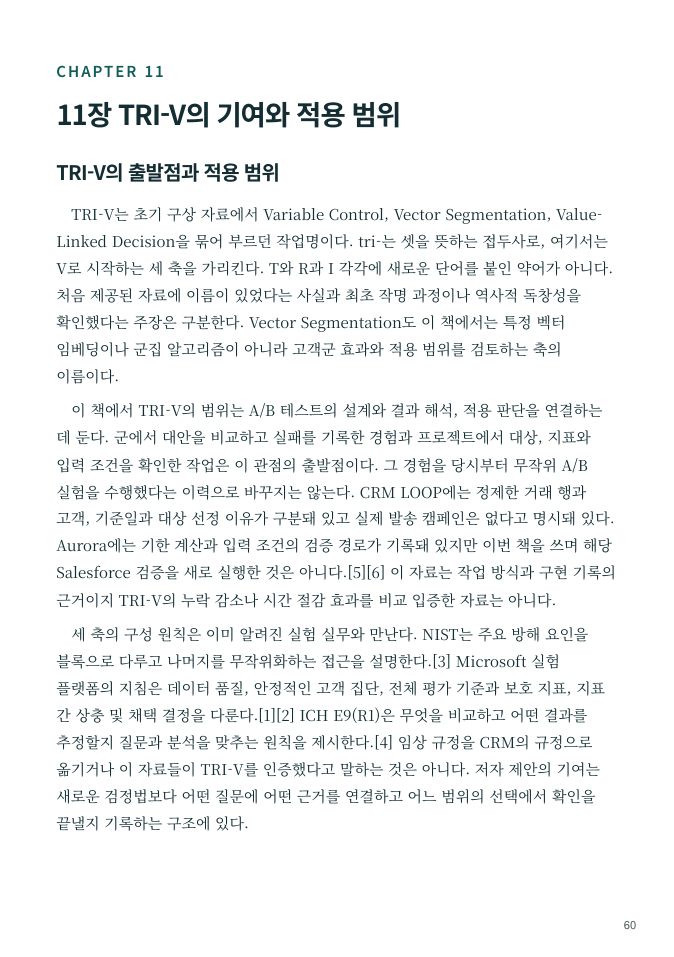 CHAPTER 11
11장 TRI-V의 기여와 적용 범위
TRI-V의 출발점과 적용 범위
TRI-V는 초기 구상 자료에서 Variable Control, Vector Segmentation, Value-
Linked Decision을 묶어 부르던 작업명이다. tri-는 셋을 뜻하는 접두사로, 여기서는
V로 시작하는 세 축을 가리킨다. T와 R과 I 각각에 새로운 단어를 붙인 약어가 아니다.
처음 제공된 자료에 이름이 있었다는 사실과 최초 작명 과정이나 역사적 독창성을
확인했다는 주장은 구분한다. Vector Segmentation도 이 책에서는 특정 벡터
임베딩이나 군집 알고리즘이 아니라 고객군 효과와 적용 범위를 검토하는 축의
이름이다.
이 책에서 TRI-V의 범위는 A/B 테스트의 설계와 결과 해석, 적용 판단을 연결하는
데 둔다. 군에서 대안을 비교하고 실패를 기록한 경험과 프로젝트에서 대상, 지표와
입력 조건을 확인한 작업은 이 관점의 출발점이다. 그 경험을 당시부터 무작위 A/B
실험을 수행했다는 이력으로 바꾸지는 않는다. CRM LOOP에는 정제한 거래 행과
고객, 기준일과 대상 선정 이유가 구분돼 있고 실제 발송 캠페인은 없다고 명시돼 있다.
Aurora에는 기한 계산과 입력 조건의 검증 경로가 기록돼 있지만 이번 책을 쓰며 해당
Salesforce 검증을 새로 실행한 것은 아니다.[5][6] 이 자료는 작업 방식과 구현 기록의
근거이지 TRI-V의 누락 감소나 시간 절감 효과를 비교 입증한 자료는 아니다.
세 축의 구성 원칙은 이미 알려진 실험 실무와 만난다. NIST는 주요 방해 요인을
블록으로 다루고 나머지를 무작위화하는 접근을 설명한다.[3] Microsoft 실험
플랫폼의 지침은 데이터 품질, 안정적인 고객 집단, 전체 평가 기준과 보호 지표, 지표
간 상충 및 채택 결정을 다룬다.[1][2] ICH E9(R1)은 무엇을 비교하고 어떤 결과를
추정할지 질문과 분석을 맞추는 원칙을 제시한다.[4] 임상 규정을 CRM의 규정으로
옮기거나 이 자료들이 TRI-V를 인증했다고 말하는 것은 아니다. 저자 제안의 기여는
새로운 검정법보다 어떤 질문에 어떤 근거를 연결하고 어느 범위의 선택에서 확인을
끝낼지 기록하는 구조에 있다.
60